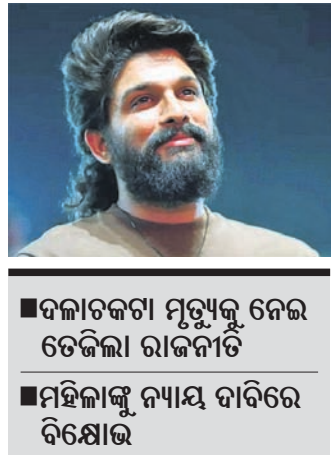 ■ଦଳାଚକଟା ମୃତ୍ୟୁକୁ ନେଇ
ତେଜିଲା ରାଜନୀତି
■ମହିଳାଙ୍କୁ ନ୍ୟାୟ ଦାବିରେ
ବିକ୍ଷୋଭ